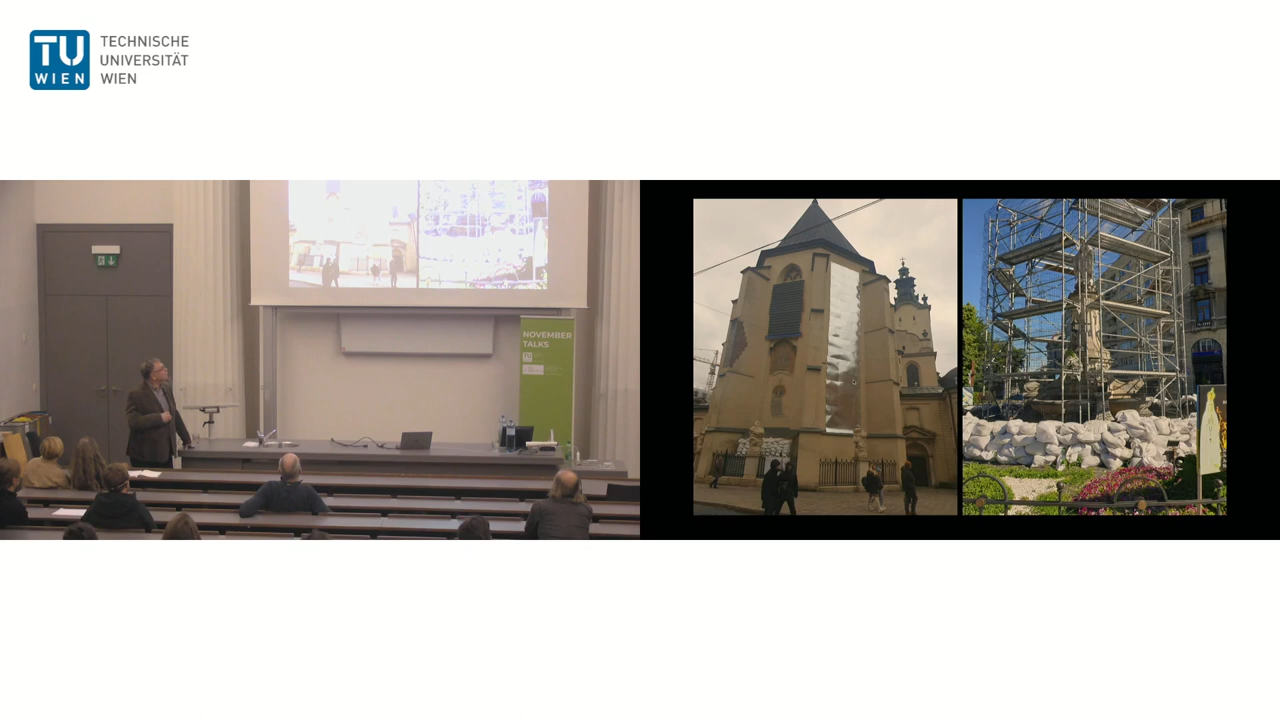 TU
WIEN
TECHNISCHE
UNIVERSITÄT
WIEN
NOVEMBER
TALKS